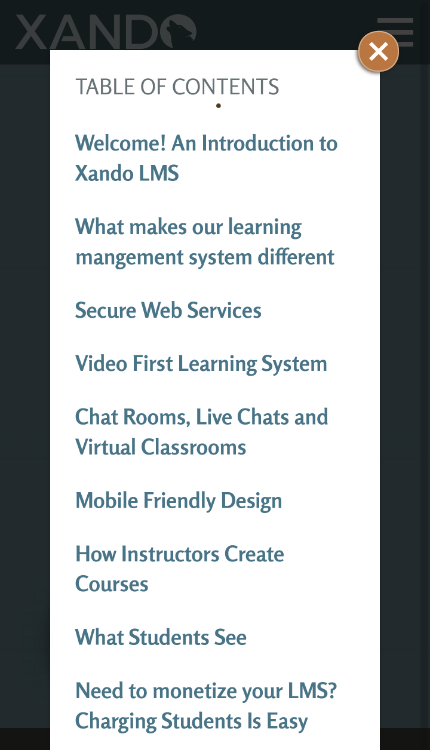 XANDO
TABLE OF CONTENTS
Welcome! An Introduction to
Xando LMS
What makes our learning
mangement system different
Secure Web Services
Video First Learning System
Chat Rooms, Live Chats and
Virtual Classrooms
Mobile Friendly Design
How Instructors Create
Courses
What Students See
Need to monetize your LMS?
Charging Students Is Easy